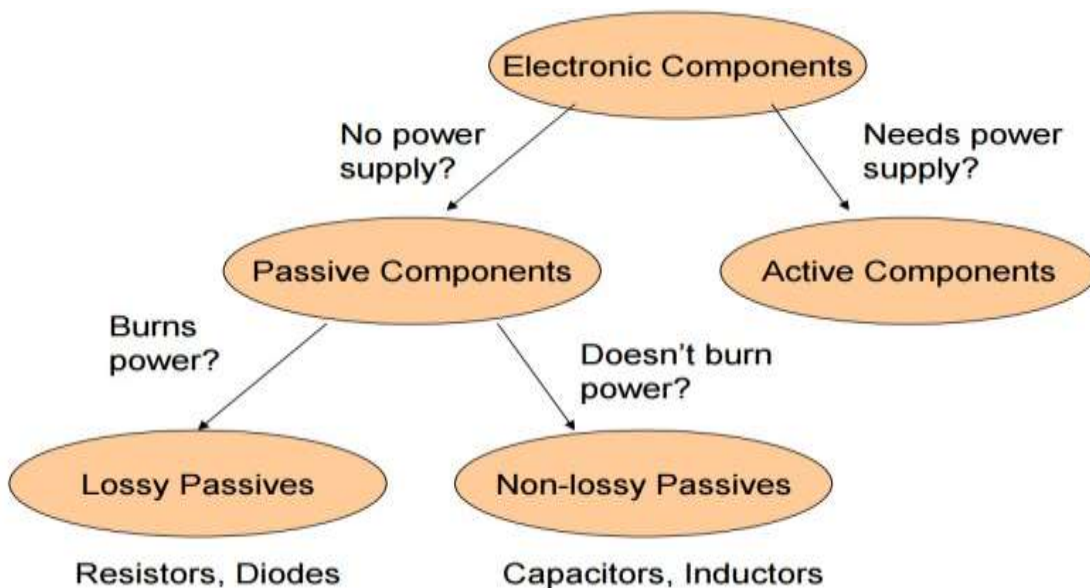 Electronic Components
No power
supply?
Needs power
supply?
Passive Components
Active Components
Burns
power?
Doesn't burn
power?
Lossy Passives
Non-lossy Passives
Resistors, Diodes
Capacitors, Inductors